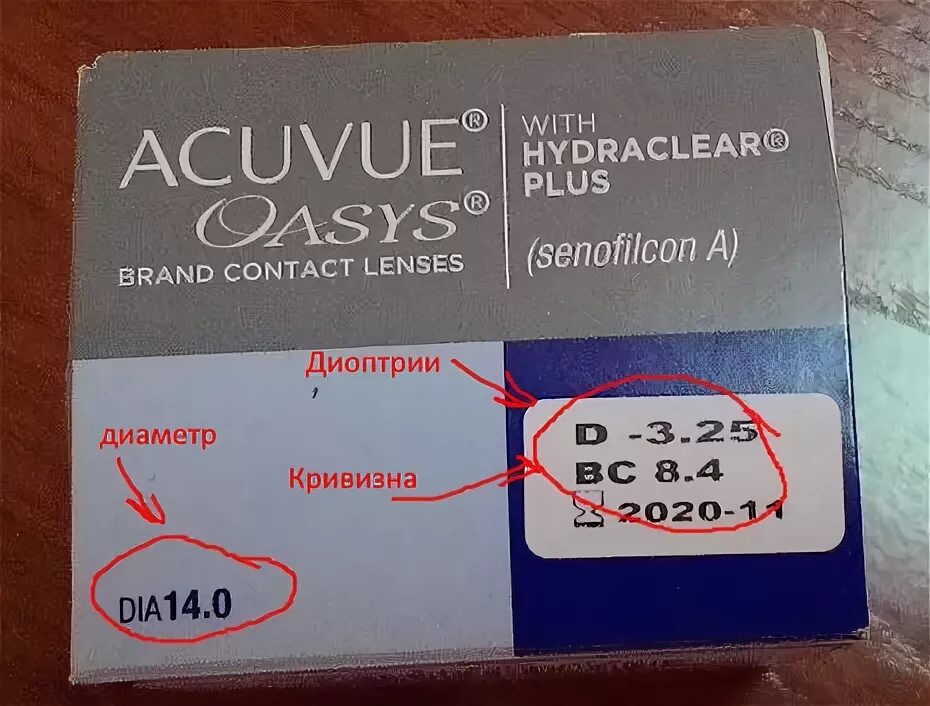 ACUVUE®
OASYS®
BRAND CONTACT LENSES
WITH
HYDRACLEAR®
PLUS
(senofilcon A)
Диоптрии
диаметр
Кривизна
D -3.25
BC 8.4
2020-11
DIA14.0